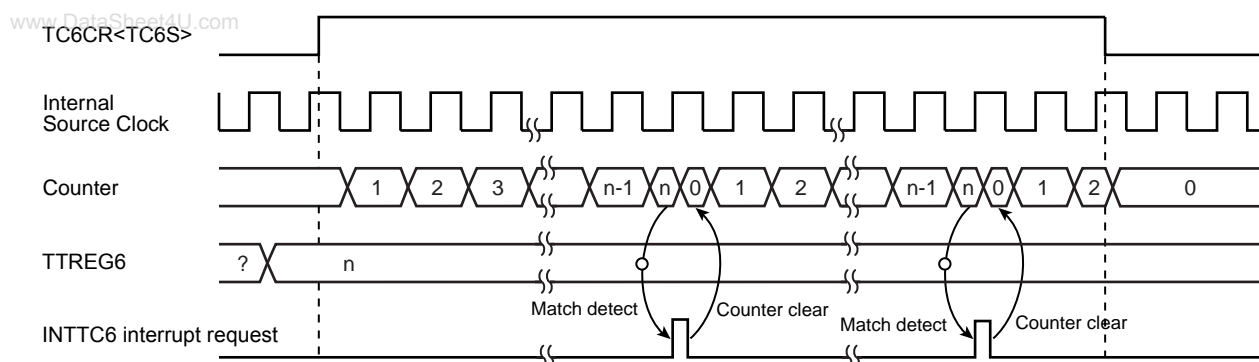 www.DataSheet4U.com
TC6CR<TC6S>
Internal
Source Clock
Counter
1 2 3 n-1 n 0 1 2 n-1 n 0 1 2 0
TTREG6
? n
Match detect Counter clear Match detect Counter clear
INTTC6 interrupt request